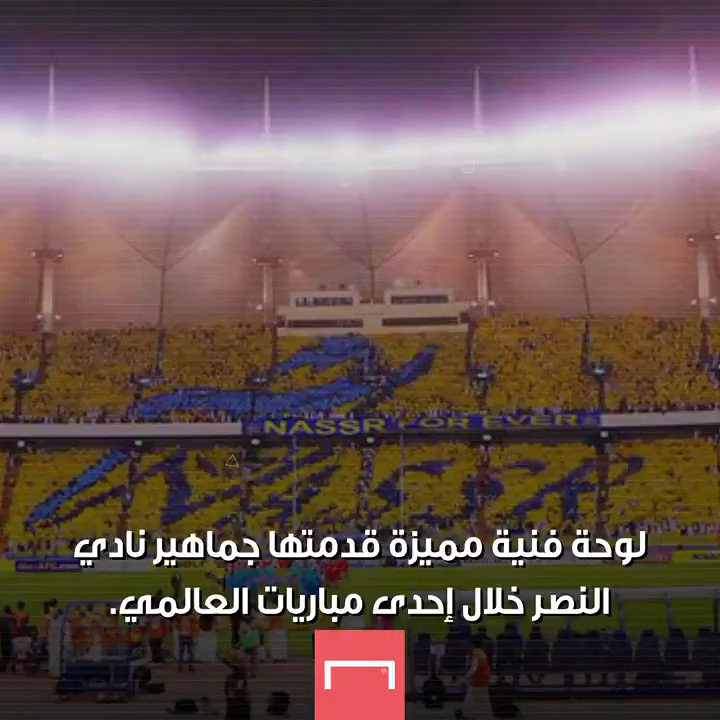 NASSR FOR EVER
لوحة فنية مميزة قدمتها جماهير نادي
النصر خلال إحدى مباريات العالمي.